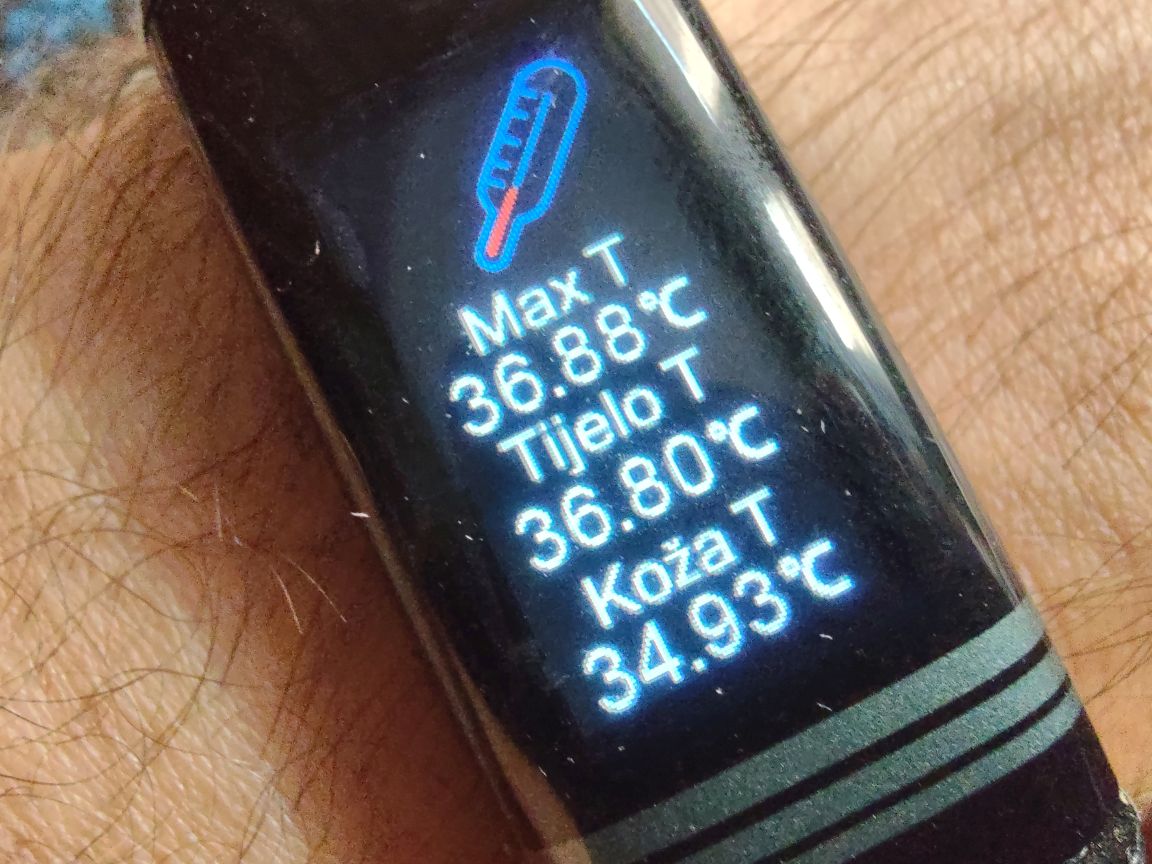 Max T
36.88℃
Tijelo T
36.80℃
Koža T
34.93℃